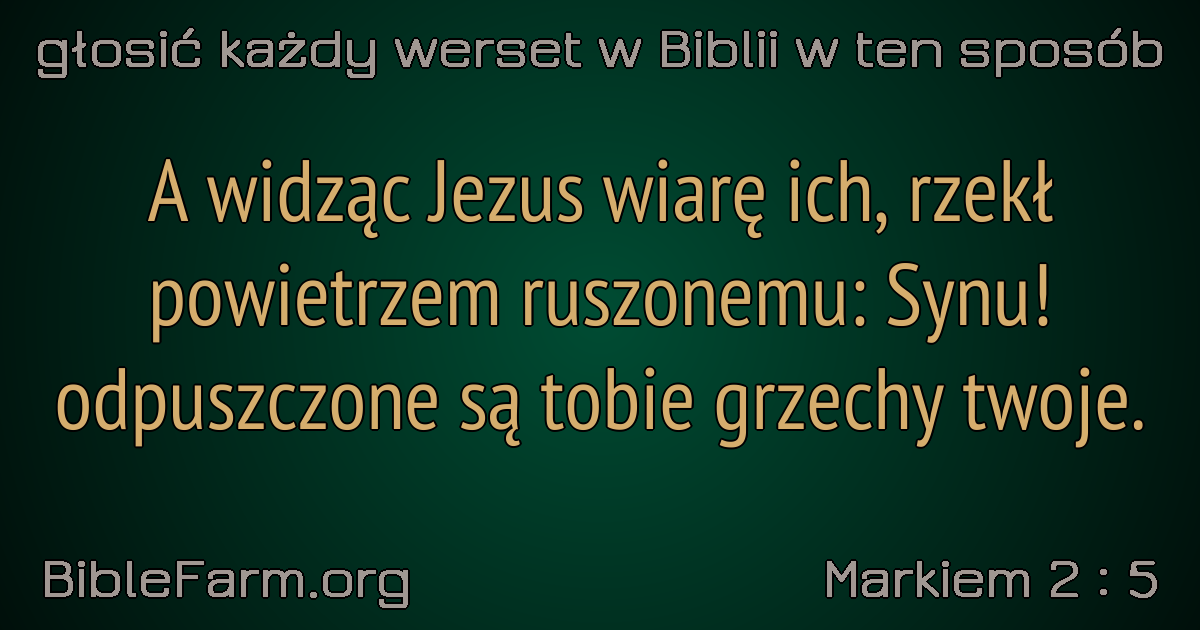 głosić każdy werset w Biblii w ten sposób
A widząc Jezus wiarę ich, rzekł
powietrzem ruszonemu: Synu!
odpuszczone są tobie grzechy twoje.
BibleFarm.org
Markiem 2 : 5